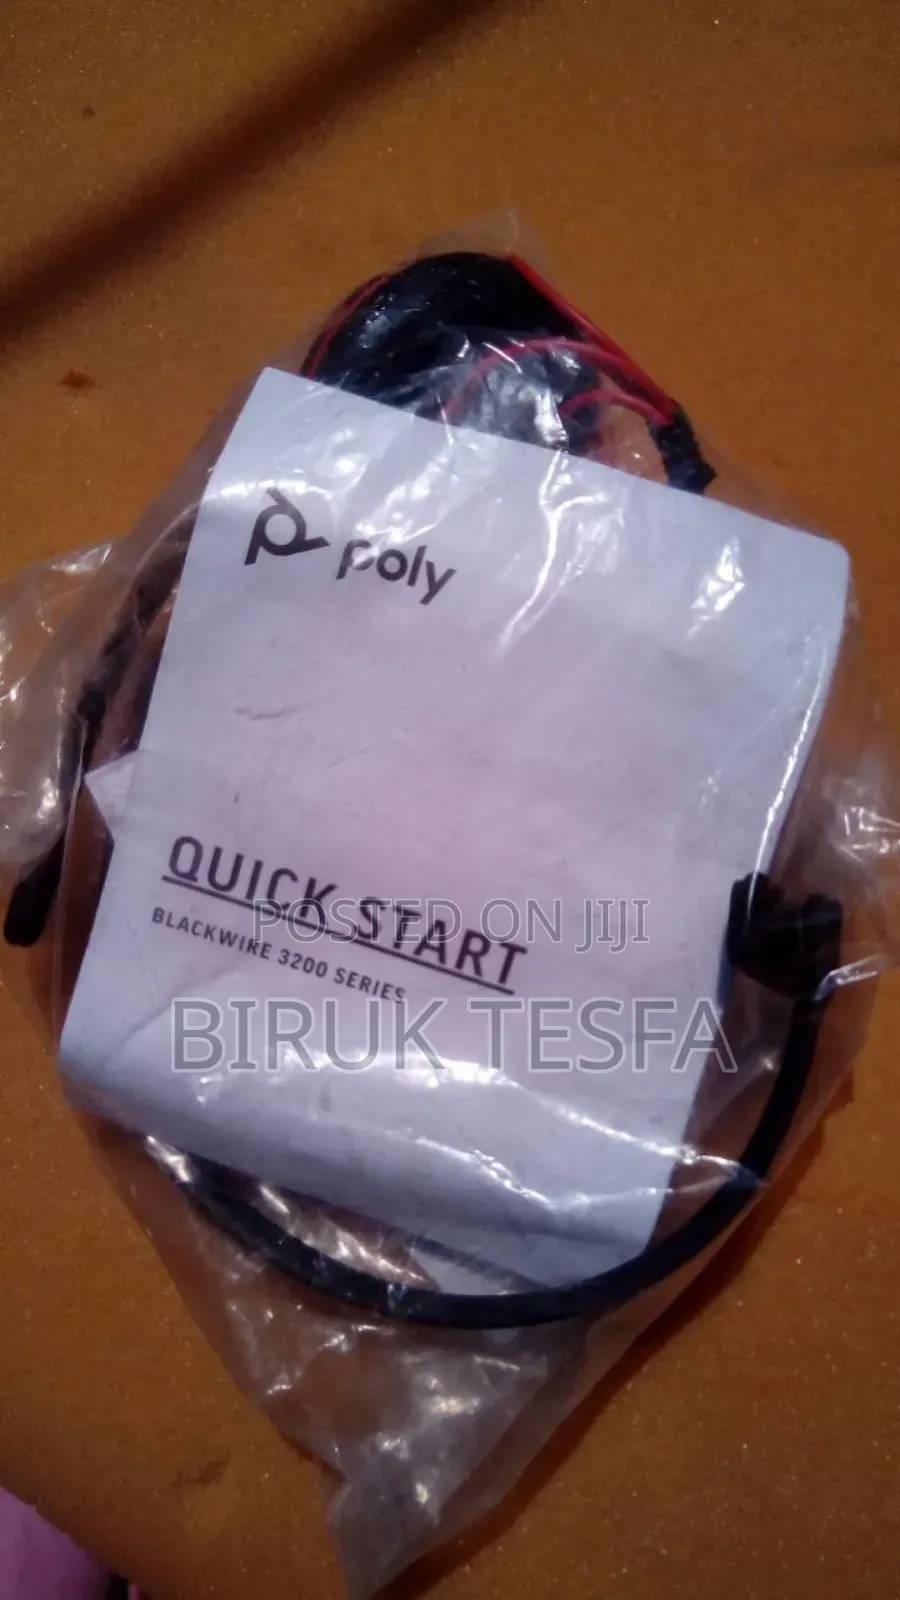 poly
QUICK START
BLACKWIRE 3200 SERIES
POSTED ON JIJI
BIRUK TESFA